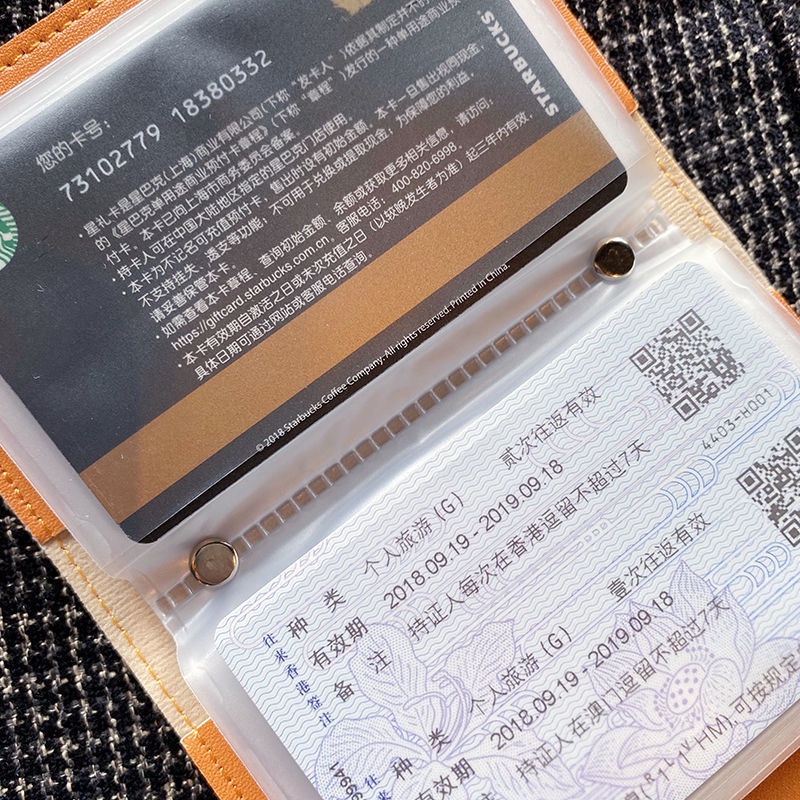 STARBUCKS
您的卡号:
73102779 18380332
·星礼卡是星巴克(上海)商业有限公司(下称“发卡人”)依据其制定并不
的《星巴克单用途商业预付卡章程》(下称“章程”)发行的一种单用途商业
付卡。本卡已向上海市商务委员会备案。
·持卡人可在中国大陆地区指定的星巴克门店使用。
·本卡为不记名可充值预付卡。售出时设有初始金额。本卡一旦售出视同现金,
不支持挂失、透支等功能,不可用于兑换或提取现金;为保障您的利益,
请妥善保管本卡。
·如需查看本卡章程、查询初始金额、余额或获取更多相关信息,请访问:
https://giftcard.starbucks.com.cn。客服电话: 400-820-6998。
·本卡有效期自激活之日或末次充值之日(以较晚发生者为准)起三年内有效,
具体日期可通过网站或客服电话查询。
©2018 Starbucks Coffee Company. All rights reserved. Printed in China.
4403-H001
往来香港签注
种 类 个人旅游(G) 贰次往返有效
有效期 2018.09.19 - 2019.09.18
备 注 持证人每次在香港逗留不超过7天
种 类 个人旅游(G) 壹次往返有效
有效期 2018.09.19 - 2019.09.18
持证人在澳门逗留不超过7天
可按规定